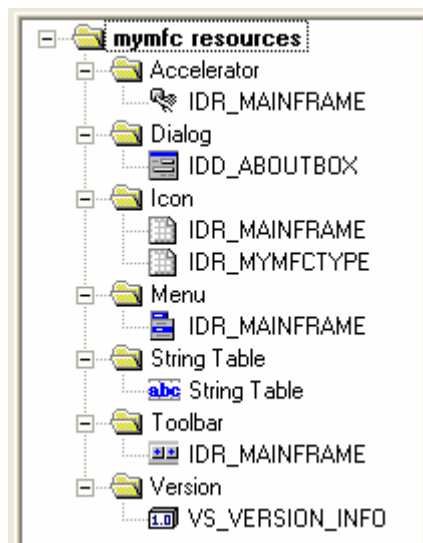 mymfc resources
Accelerator
IDR_MAINFRAME
Dialog
IDD_ABOUTBOX
Icon
IDR_MAINFRAME
IDR_MYMFCTYPE
Menu
IDR_MAINFRAME
String Table
abc String Table
Toolbar
IDR_MAINFRAME
Version
1.0 VS_VERSION_INFO